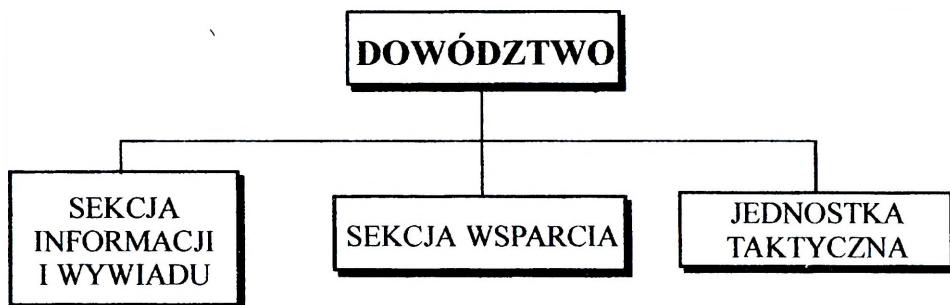 DOWÓDZTWO
SEKCJA
INFORMACJI
I WYWIADU
SEKCJA WSPARCIA
JEDNOSTKA
TAKTYCZNA